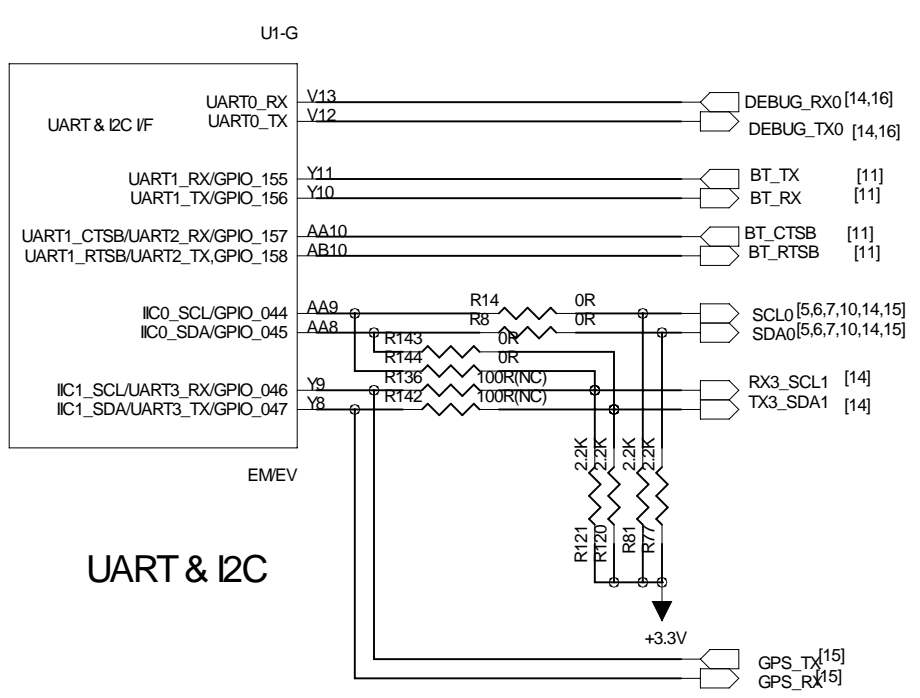 U1-G
UART & I2C I/F
UART0_RX V13 DEBUG_RX0 [14,16]
UART0_TX V12 DEBUG_TX0 [14,16]
UART1_RX/GPIO_155 Y11 BT_TX [11]
UART1_TX/GPIO_156 Y10 BT_RX [11]
UART1_CTSB/UART2_RX/GPIO_157 AA10 BT_CTSB [11]
UART1_RTSB/UART2_TX,GPIO_158 AB10 BT_RTSB [11]
IIC0_SCL/GPIO_044 AA9 R14 0R SCL0 [5,6,7,10,14,15]
IIC0_SDA/GPIO_045 AA8 R8 0R SDA0 [5,6,7,10,14,15]
R143 0R
R144 0R
IIC1_SCL/UART3_RX/GPIO_046 Y9 R136 100R(NC) RX3_SCL1 [14]
IIC1_SDA/UART3_TX/GPIO_047 Y8 R142 100R(NC) TX3_SDA1 [14]
2.2K 2.2K 2.2K 2.2K
EM/EV
R121 R120 R81 R77
UART & I2C
+3.3V
GPS_TX [15]
GPS_RX [15]